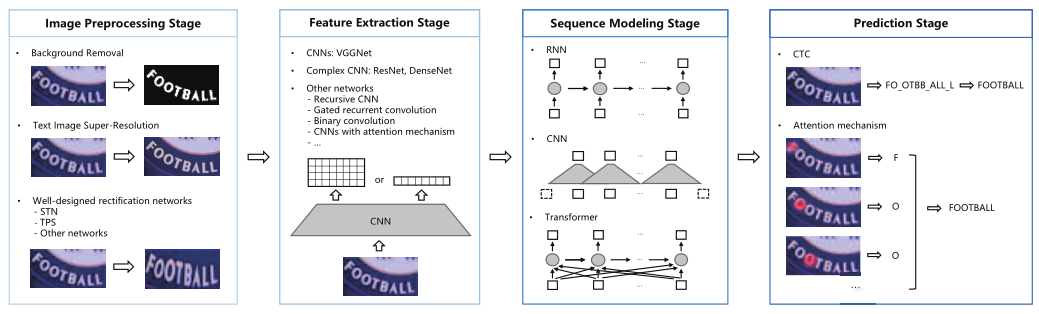 Image Preprocessing Stage
• Background Removal
FOOTBALL
FOOTBALL
• Text Image Super-Resolution
FOOTBALL
FOOTBALL
• Well-designed rectification networks
- STN
- TPS
- Other networks
FOOTBALL
FOOTBALL
Feature Extraction Stage
• CNNs: VGGNet
• Complex CNN: ResNet, DenseNet
• Other networks
- Recursive CNN
- Gated recurrent convolution
- Binary convolution
- CNNs with attention mechanism
- ...
or
CNN
FOOTBALL
Sequence Modeling Stage
• RNN
...
...
...
• CNN
...
...
• Transformer
...
...
...
Prediction Stage
• CTC
FOOTBALL
FO_OTBB_ALL_L
FOOTBALL
• Attention mechanism
FOOTBALL
F
FOOTBALL
O
FOOTBALL
FOOTBALL
O
...